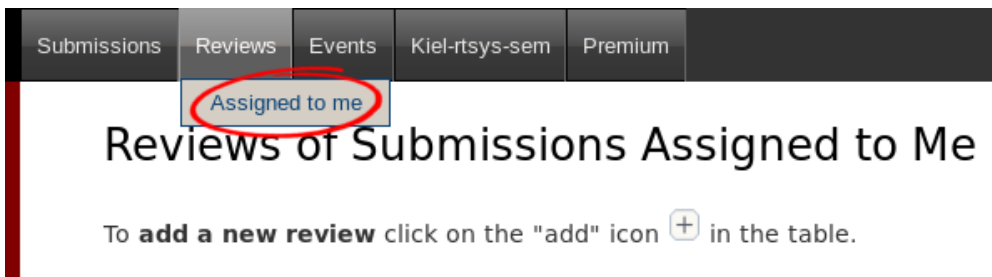 Submissions Reviews Events Kiel-rtsys-sem Premium
Assigned to me
Reviews of Submissions Assigned to Me
To add a new review click on the "add" icon + in the table.